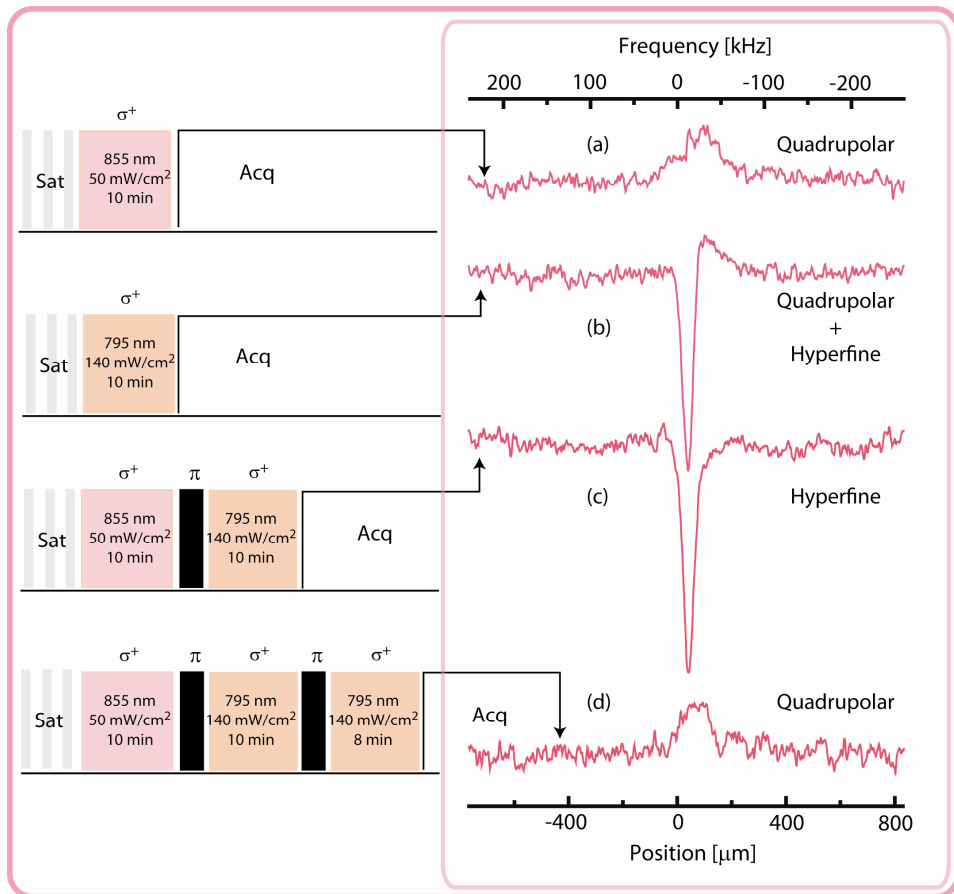 Frequency [kHz]
200 100 0 -100 -200
σ+
855 nm
50 mW/cm2
10 min
Sat
Acq
(a)
Quadrupolar
σ+
795 nm
140 mW/cm2
10 min
Sat
Acq
(b)
Quadrupolar
+
Hyperfine
σ+ π σ+
855 nm
50 mW/cm2
10 min
795 nm
140 mW/cm2
10 min
Sat
Acq
(c)
Hyperfine
σ+ π σ+ π σ+
855 nm
50 mW/cm2
10 min
795 nm
140 mW/cm2
10 min
795 nm
140 mW/cm2
8 min
Sat
Acq
(d)
Quadrupolar
-400 0 400 800
Position [μm]